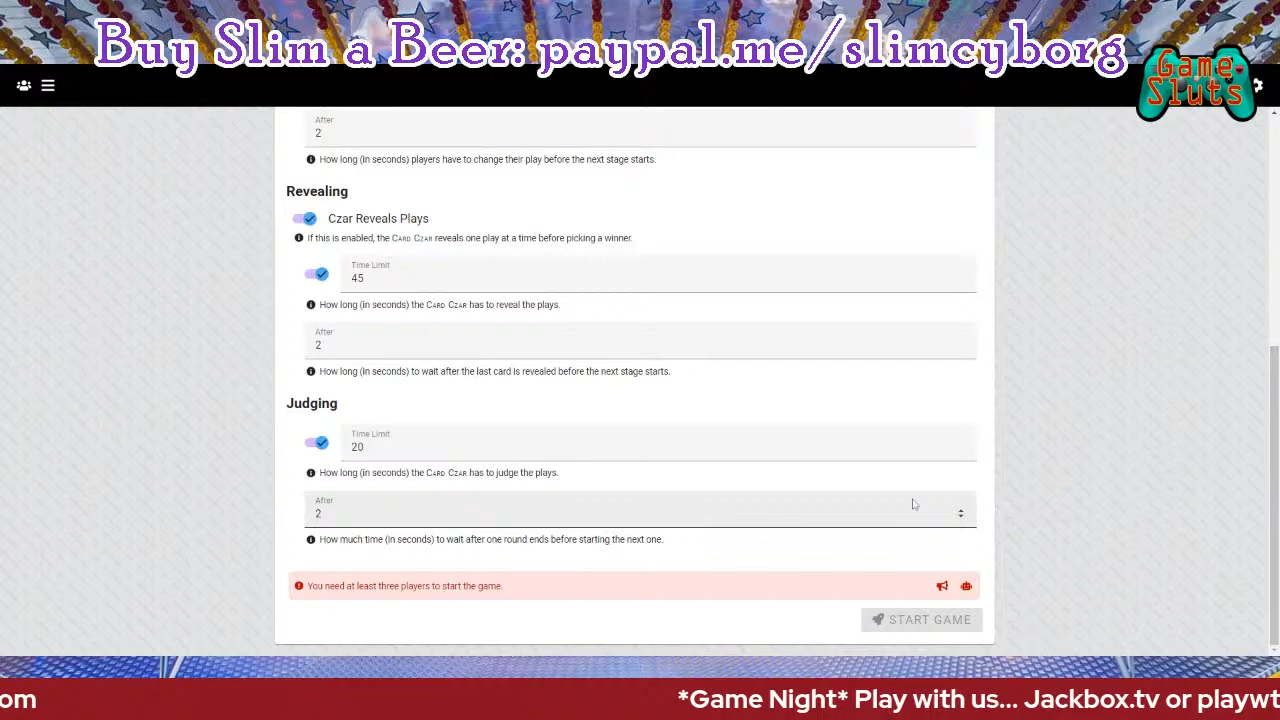 Buy Slim a Beer: paypal.me/slimcyborg
Game
Sluts
After
2
How long (in seconds) players have to change their play before the next stage starts.
Revealing
Czar Reveals Plays
If this is enabled, the Card Czar reveals one play at a time before picking a winner.
Time Limit
45
How long (in seconds) the Card Czar has to reveal the plays.
After
2
How long (in seconds) to wait after the last card is revealed before the next stage starts.
Judging
Time Limit
20
How long (in seconds) the Card Czar has to judge the plays.
After
2
How much time (in seconds) to wait after one round ends before starting the next one.
You need at least three players to start the game.
START GAME
om *Game Night* Play with us... Jackbox.tv or playwt